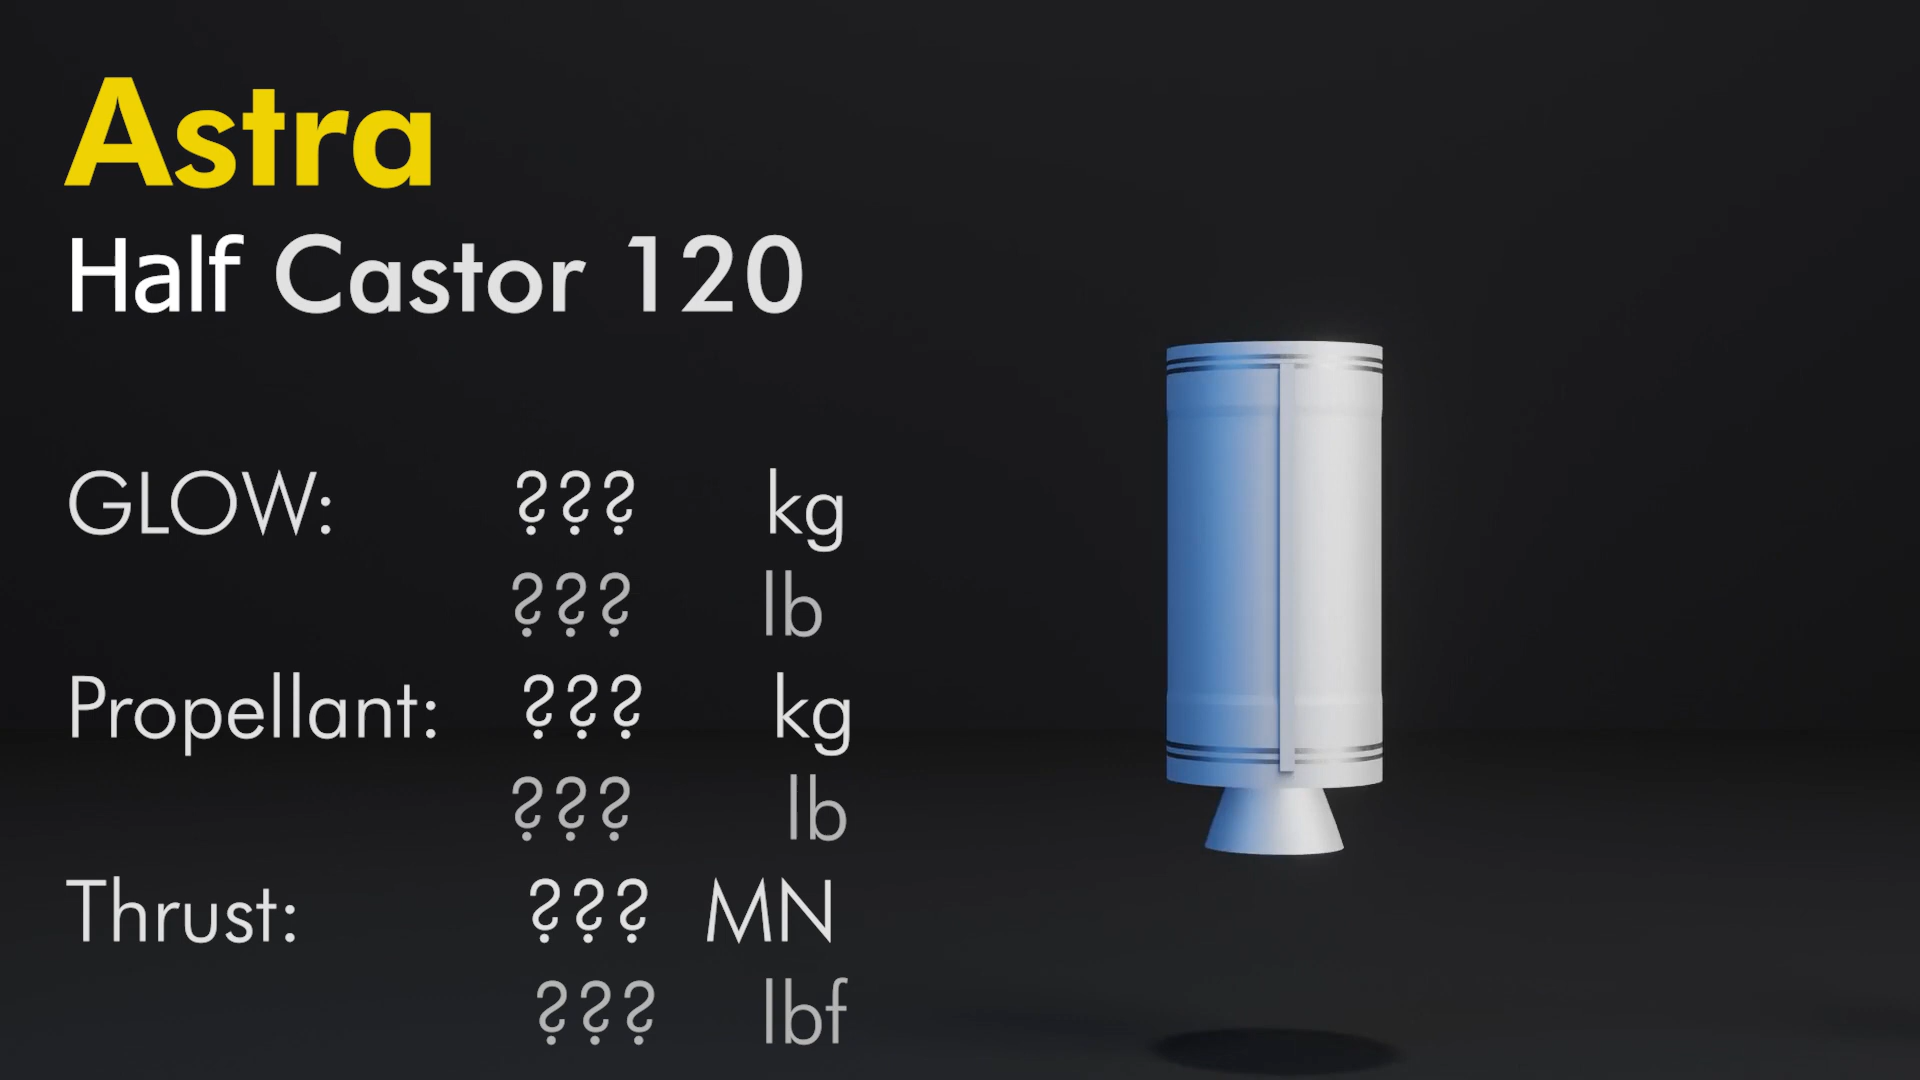 Astra
Half Castor 120
GLOW: ??? kg
??? lb
Propellant: ??? kg
??? lb
Thrust: ??? MN
??? lbf